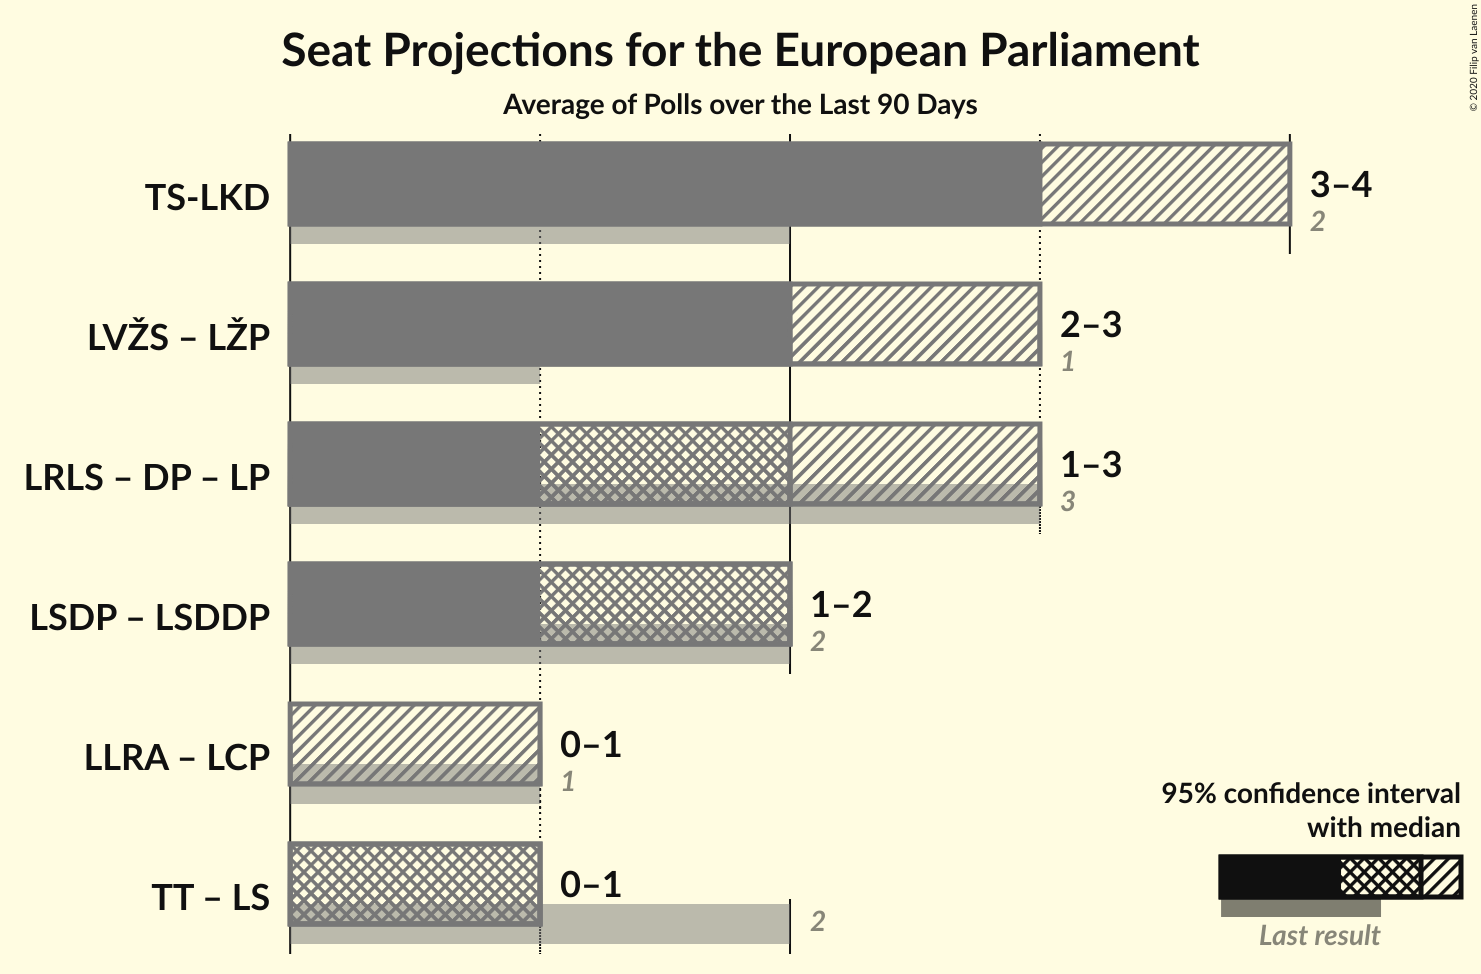 Seat Projections for the European Parliament
Average of Polls over the Last 90 Days
© 2020 Filip van Laenen
TS-LKD
3–4
2
LVŽS – LŽP
2–3
1
LRLS – DP – LP
1–3
3
LSDP – LSDDP
1–2
2
LLRA – LCP
0–1
1
TT – LS
0–1
2
95% confidence interval
with median
Last result